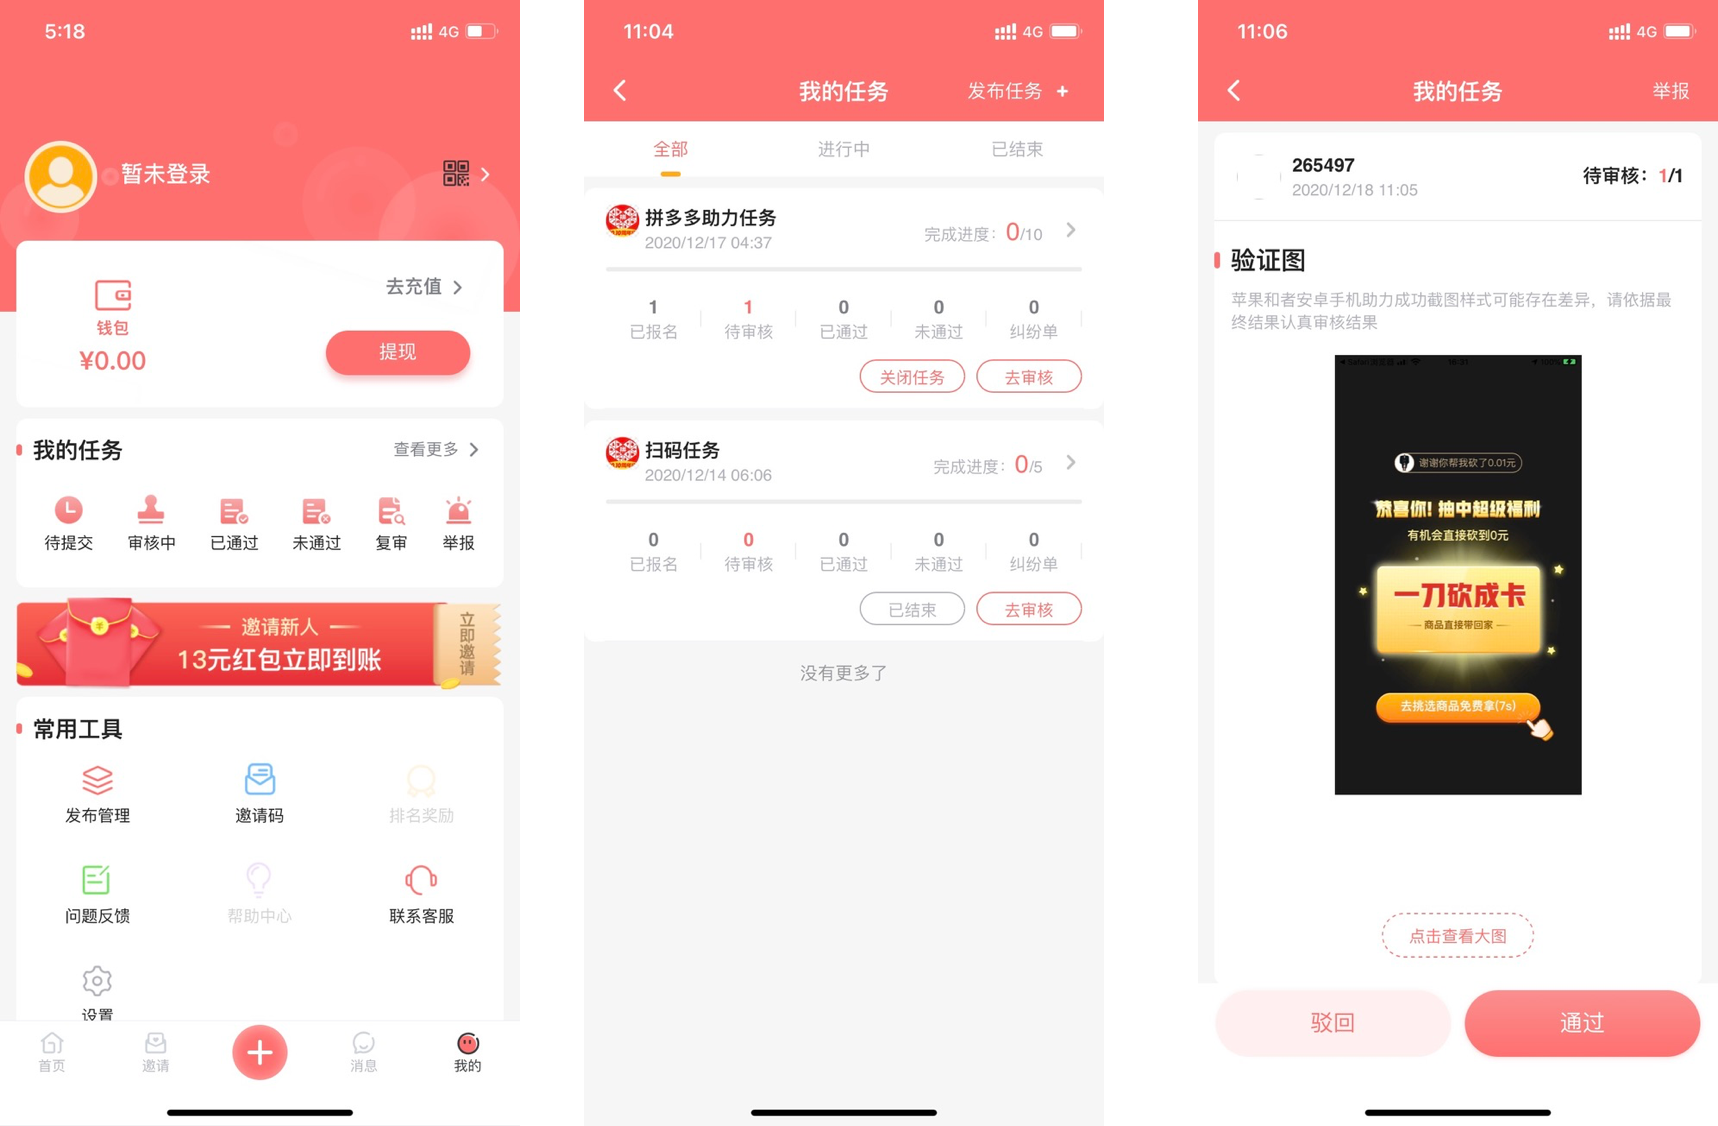 5:18
4G
暂未登录
去充值
钱包
¥0.00
提现
我的任务
查看更多
待提交
审核中
已通过
未通过
复审
举报
邀请新人
13元红包立即到账
立即邀请
常用工具
发布管理
邀请码
排名奖励
问题反馈
帮助中心
联系客服
设置
首页
邀请
消息
我的
11:04
4G
我的任务
发布任务 +
全部
进行中
已结束
拼多多助力任务
2020/12/17 04:37
完成进度：0/10
1
1
0
0
0
已报名
待审核
已通过
未通过
纠纷单
关闭任务
去审核
扫码任务
2020/12/14 06:06
完成进度：0/5
0
0
0
0
0
已报名
待审核
已通过
未通过
纠纷单
已结束
去审核
没有更多了
11:06
4G
我的任务
举报
265497
2020/12/18 11:05
待审核：1/1
验证图
苹果和者安卓手机助力成功截图样式可能存在差异，请依据最
终结果认真审核结果
谢谢你帮我砍了0.01元
恭喜你！抽中超级福利
有机会直接砍到0元
一刀砍成卡
商品直接带回家
去挑选商品免费拿(7s)
点击查看大图
驳回
通过